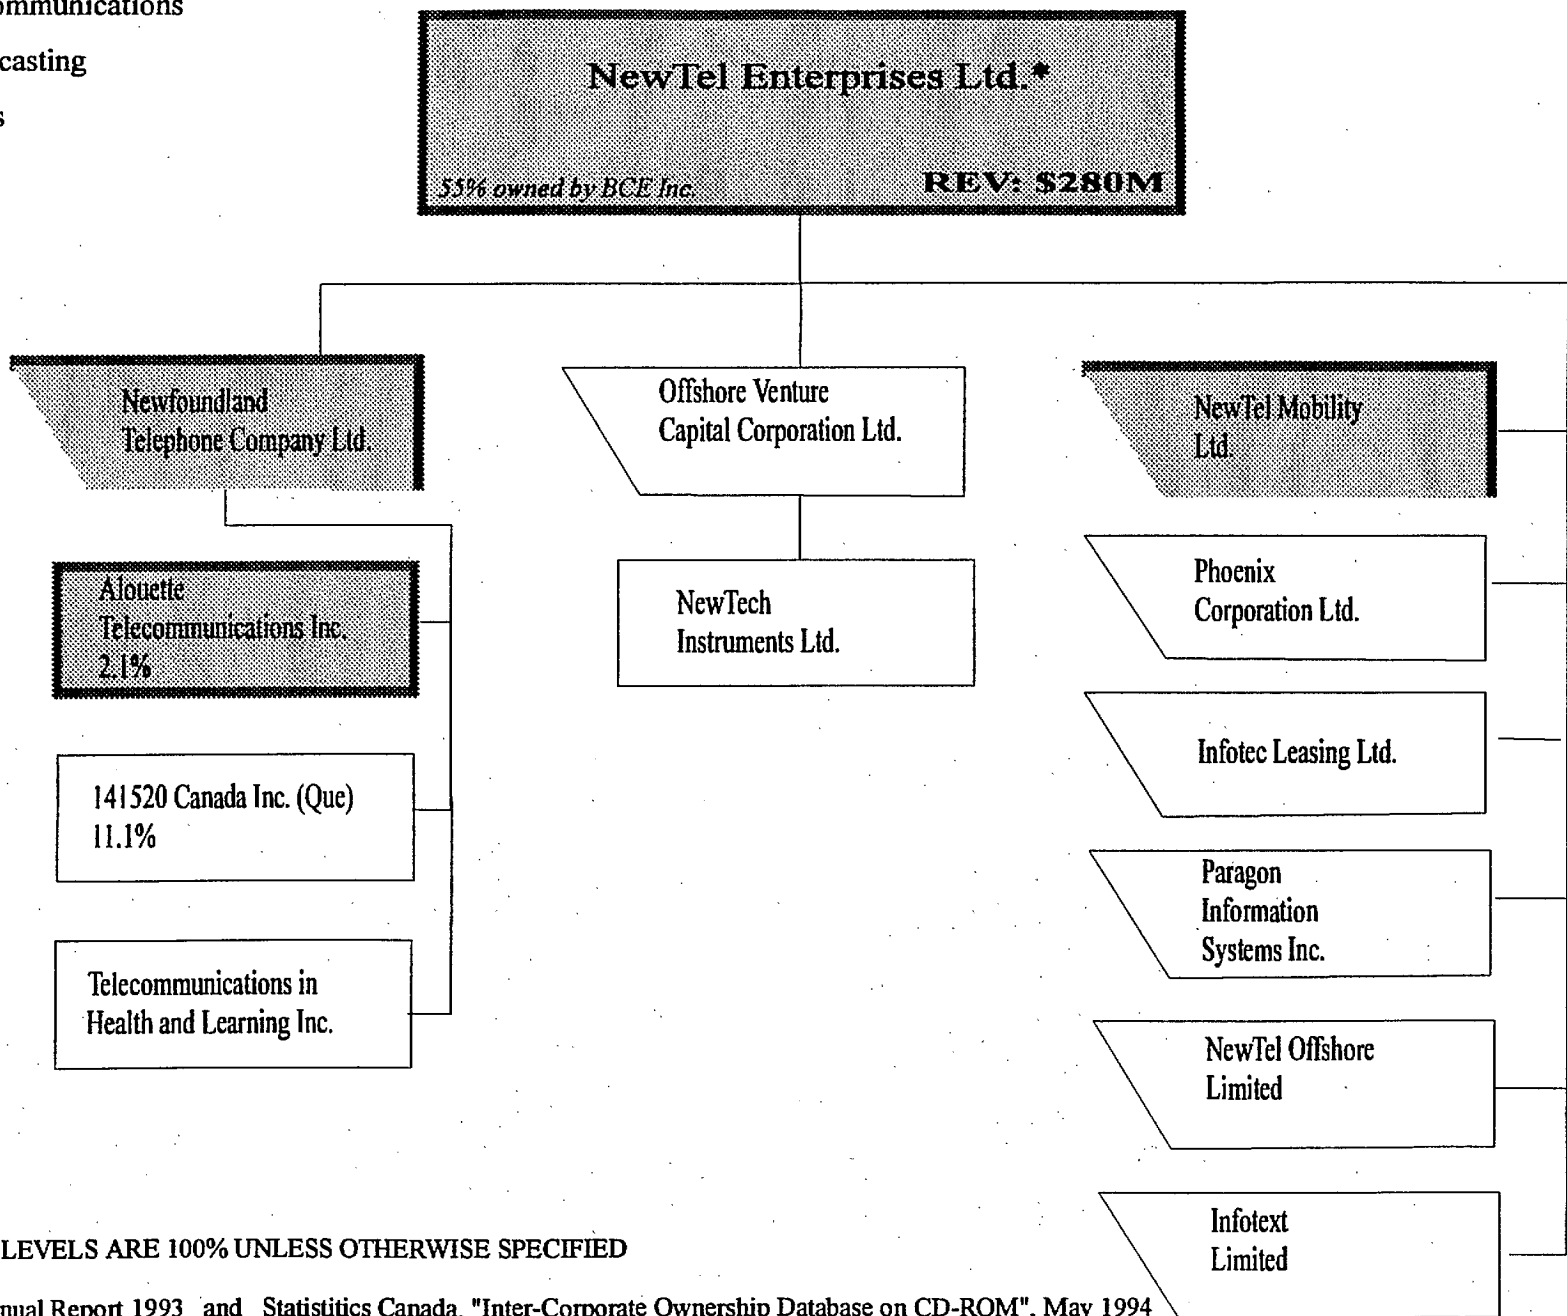 ommunications
casting
s
NewTel Enterprises Ltd.*
55% owned by BCE Inc.
REV: $280M
Newfoundland
Telephone Company Ltd.
Offshore Venture
Capital Corporation Ltd.
NewTel Mobility
Ltd.
Alouette
Telecommunications Inc.
2.1%
NewTech
Instruments Ltd.
Phoenix
Corporation Ltd.
Infotec Leasing Ltd.
141520 Canada Inc. (Que)
11.1%
Paragon
Information
Systems Inc.
Telecommunications in
Health and Learning Inc.
NewTel Offshore
Limited
Infotext
Limited
LEVELS ARE 100% UNLESS OTHERWISE SPECIFIED
nual Report 1993 and Statistitics Canada, "Inter-Corporate Ownership Database on CD-ROM", May 1994